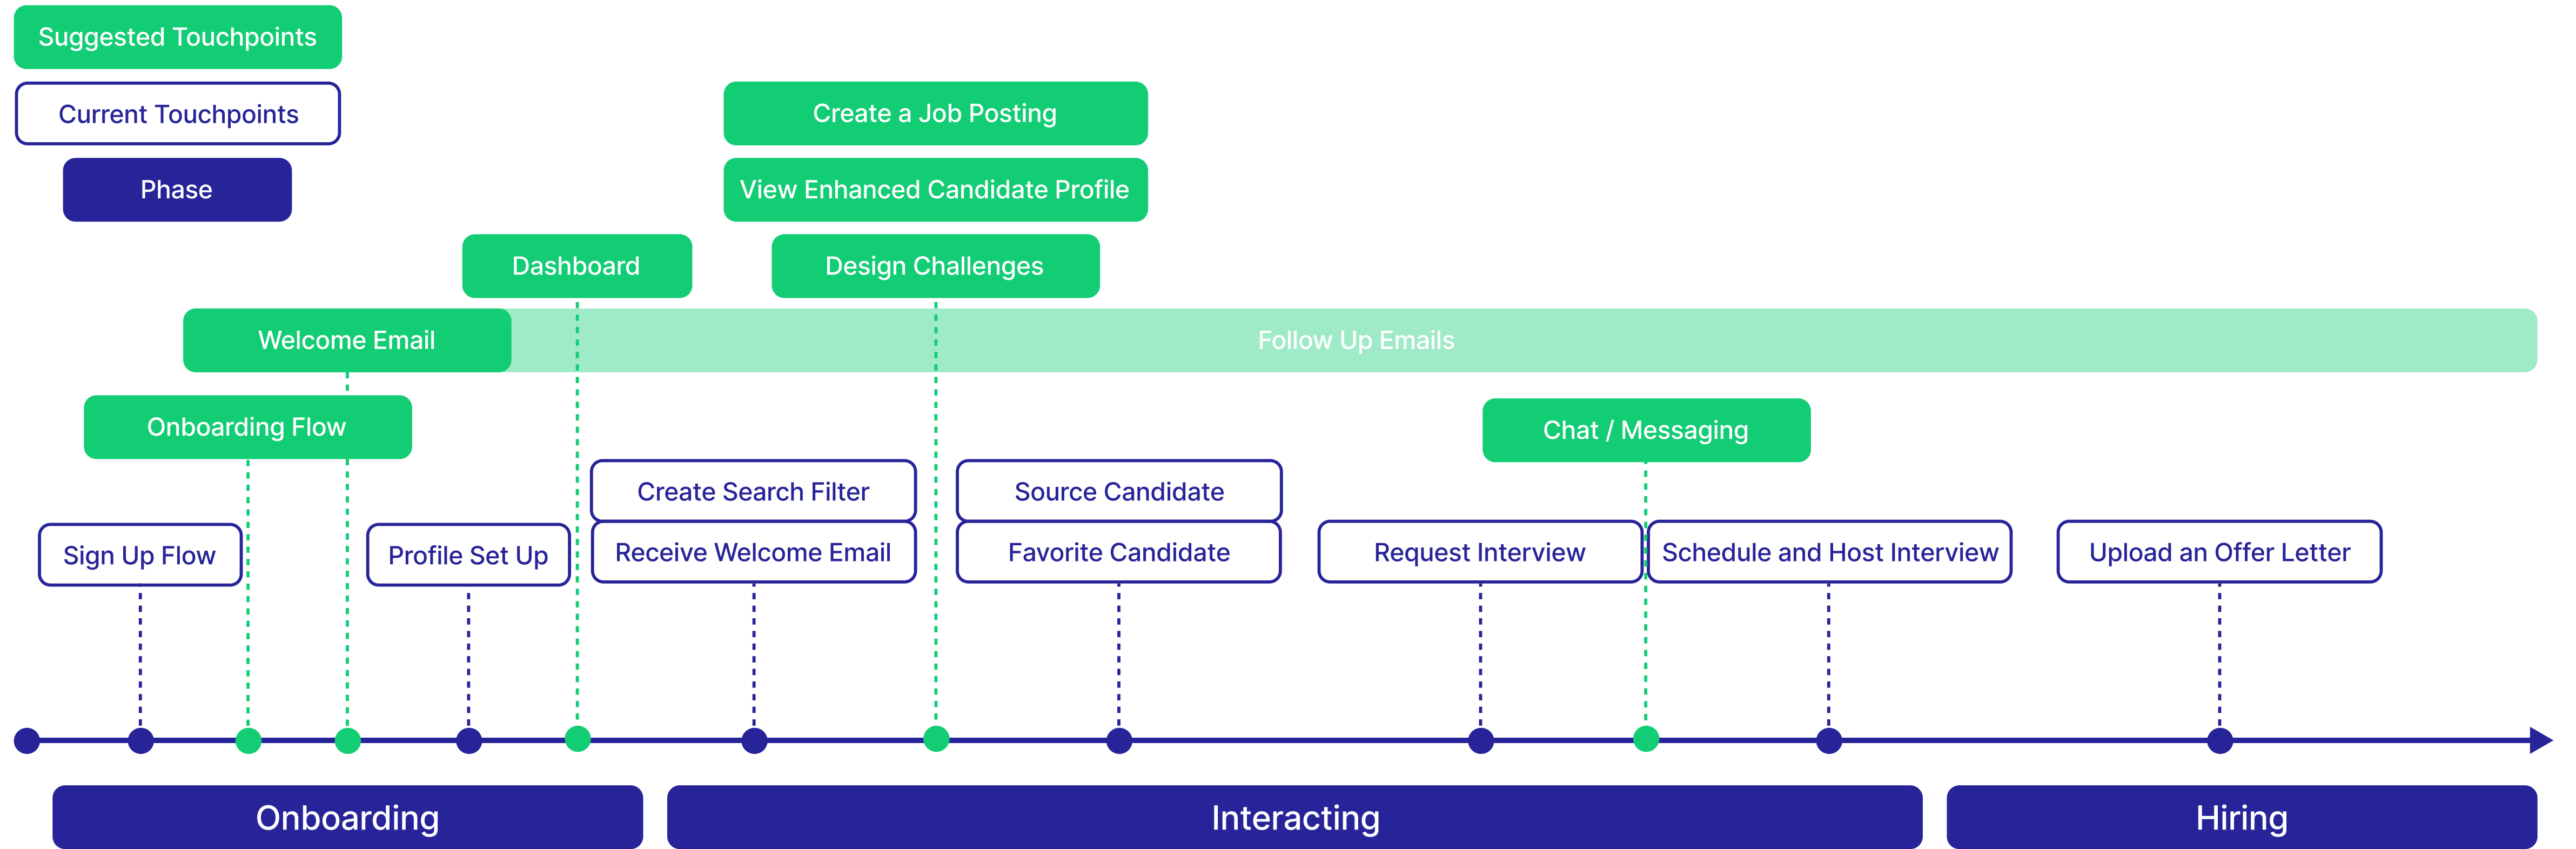 Suggested Touchpoints
Current Touchpoints
Phase
Create a Job Posting
View Enhanced Candidate Profile
Dashboard
Design Challenges
Welcome Email
Follow Up Emails
Onboarding Flow
Chat / Messaging
Create Search Filter
Source Candidate
Sign Up Flow
Profile Set Up
Receive Welcome Email
Favorite Candidate
Request Interview
Schedule and Host Interview
Upload an Offer Letter
Onboarding
Interacting
Hiring